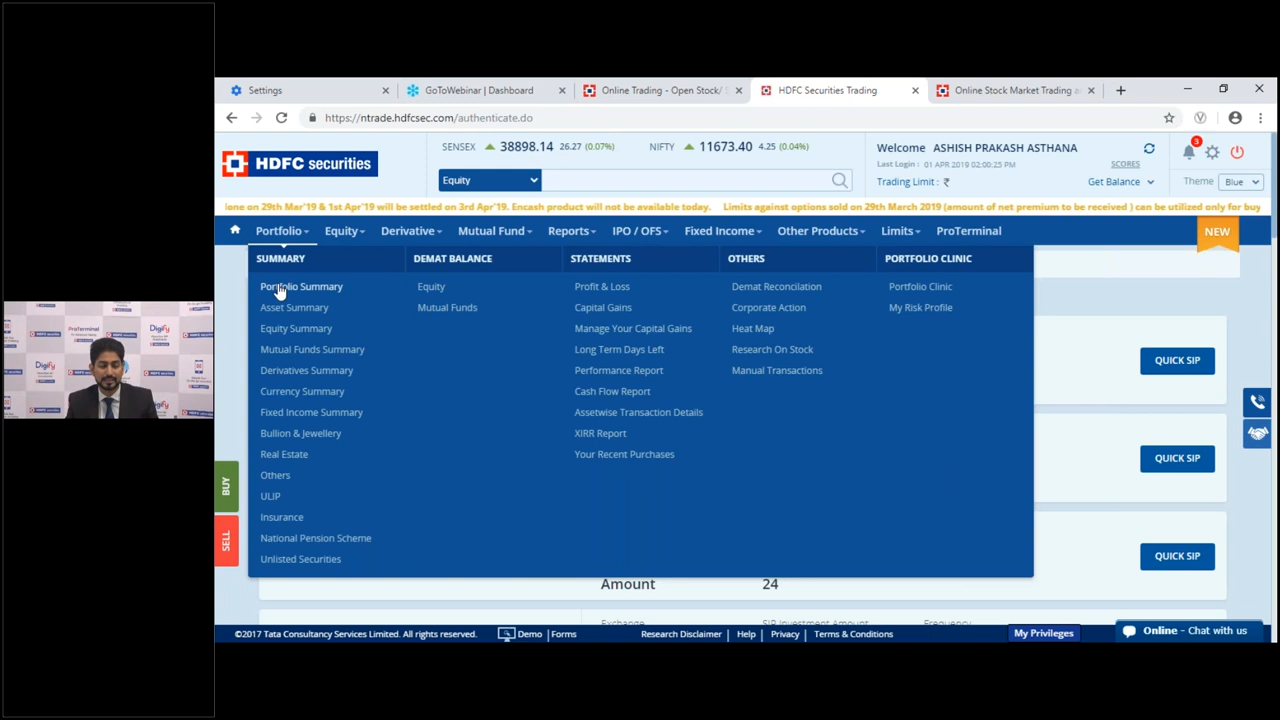 Settings
GoToWebinar | Dashboard
Online Trading - Open Stock/
HDFC Securities Trading
Online Stock Market Trading a
https://ntrade.hdfcsec.com/authenticate.do
HDFC securities
SENSEX 38898.14 26.27 (0.07%) NIFTY 11673.40 4.25 (0.04%)
Equity
Welcome ASHISH PRAKASH ASTHANA
Last Login : 01 APR 2019 02:00:25 PM SCORES
Trading Limit : ₹ Get Balance
3
Theme Blue
one on 29th Mar'19 & 1st Apr'19 will be settled on 3rd Apr'19. Encash product will not be available today. Limits against options sold on 29th March 2019 (amount of net premium to be received ) can be utilized only for buy
Portfolio Equity Derivative Mutual Fund Reports IPO / OFS Fixed Income Other Products Limits ProTerminal NEW
SUMMARY
Portfolio Summary
Asset Summary
Equity Summary
Mutual Funds Summary
Derivatives Summary
Currency Summary
Fixed Income Summary
Bullion & Jewellery
Real Estate
Others
ULIP
Insurance
National Pension Scheme
Unlisted Securities
DEMAT BALANCE
Equity
Mutual Funds
STATEMENTS
Profit & Loss
Capital Gains
Manage Your Capital Gains
Long Term Days Left
Performance Report
Cash Flow Report
Assetwise Transaction Details
XIRR Report
Your Recent Purchases
OTHERS
Demat Reconcilation
Corporate Action
Heat Map
Research On Stock
Manual Transactions
PORTFOLIO CLINIC
Portfolio Clinic
My Risk Profile
QUICK SIP
QUICK SIP
QUICK SIP
BUY
SELL
Amount 24
Exchange SIP Investment Amount Frequency
©2017 Tata Consultancy Services Limited. All rights reserved. Demo | Forms Research Disclaimer | Help | Privacy | Terms & Conditions My Privileges Online - Chat with us
ProTerminal
Digify
HDFC securities